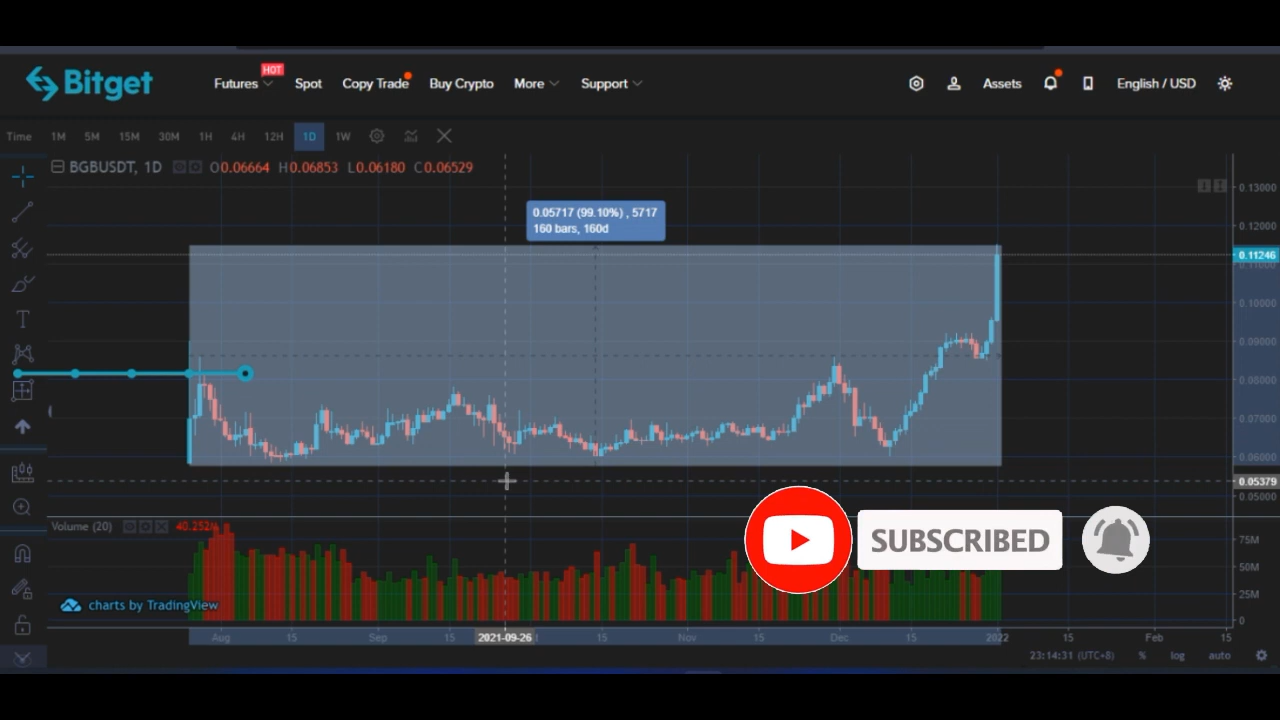 Bitget
Futures HOT Spot Copy Trade Buy Crypto More Support Assets English / USD
Time 1M 5M 15M 30M 1H 4H 12H 1D 1W
BGBUSDT, 1D O0.06664 H0.06853 L0.06180 C0.06529
0.13000
0.05717 (99.10%) , 5717
160 bars, 160d
0.12000
0.11246
0.11000
0.10000
0.09000
0.08000
0.07000
0.06000
0.05379
0.05000
Volume (20) 40.252M
75M
50M
25M
0
SUBSCRIBED
charts by TradingView
Aug 15 Sep 15 2021-09-26 15 Nov 15 Dec 15 2022 15 Feb 15
23:14:31 (UTC+8) % log auto